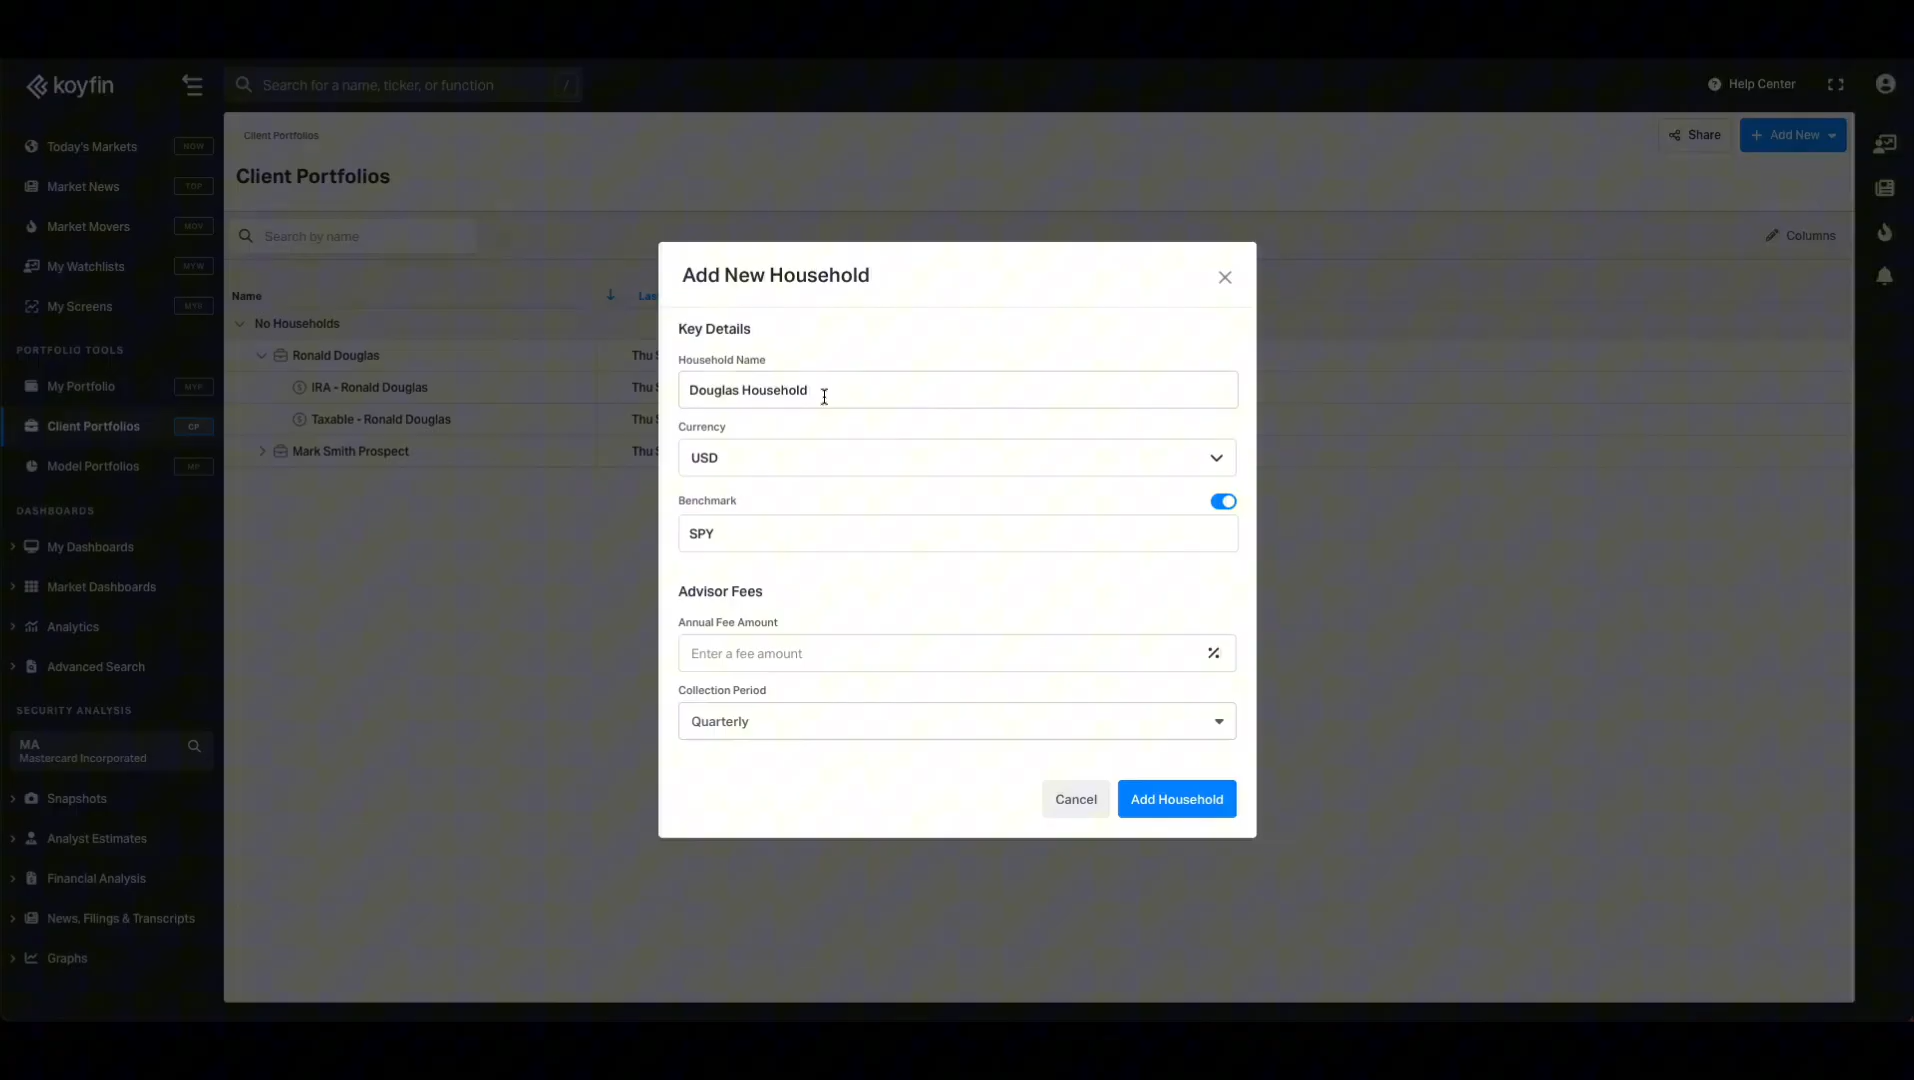 koyfin
Search for a name, ticker, or function /
Help Center
Today's Markets NOW
Market News TOP
Market Movers MOV
My Watchlists MYW
My Screens MYS
PORTFOLIO TOOLS
My Portfolio MYP
Client Portfolios CP
Model Portfolios MP
DASHBOARDS
My Dashboards
Market Dashboards
Analytics
Advanced Search
SECURITY ANALYSIS
MA
Mastercard Incorporated
Snapshots
Analyst Estimates
Financial Analysis
News, Filings & Transcripts
Graphs
Client Portfolios
Share
+ Add New
Client Portfolios
Search by name
Columns
Name
Las
No Households
Ronald Douglas Thu S
IRA - Ronald Douglas Thu S
Taxable - Ronald Douglas Thu S
Mark Smith Prospect Thu S
Add New Household
Key Details
Household Name
Douglas Household
Currency
USD
Benchmark
SPY
Advisor Fees
Annual Fee Amount
Enter a fee amount %
Collection Period
Quarterly
Cancel
Add Household